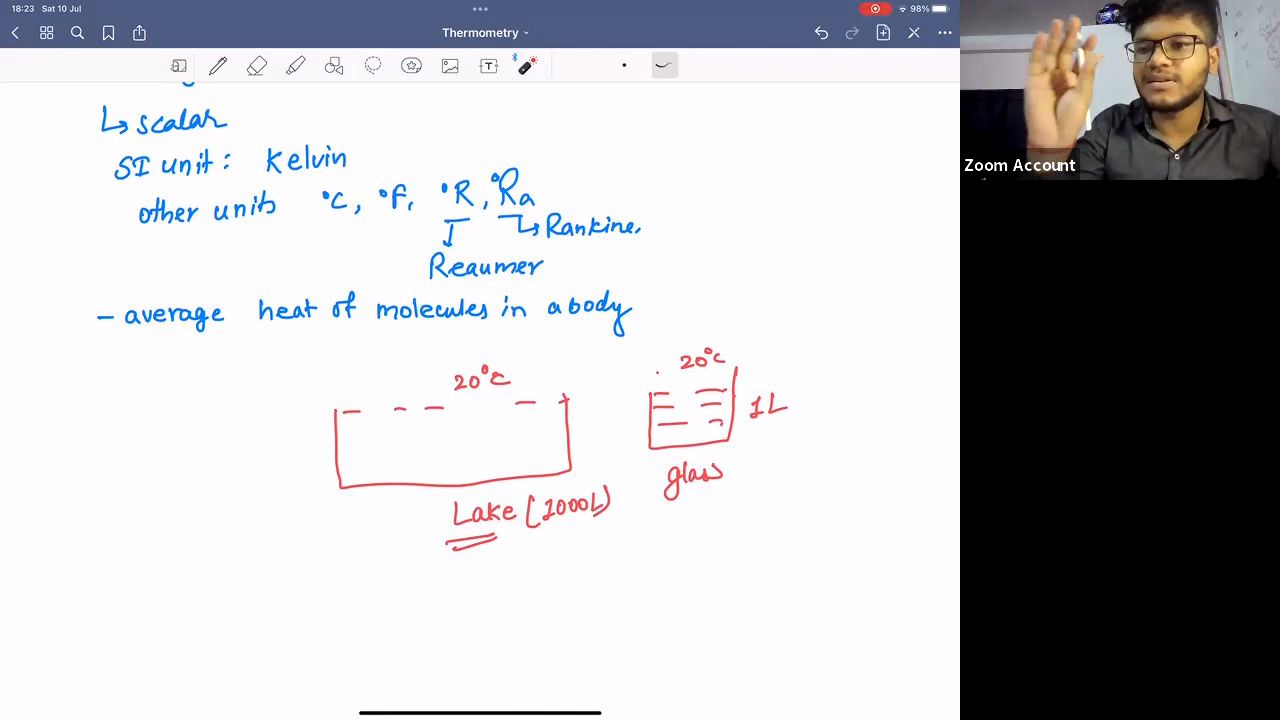 18:23 Sat 10 Jul
98%
Thermometry
↳ scalar
SI unit : Kelvin
other units °C, °F, °R, °Ra
↳ Rankine.
Reaumer
- average heat of molecules in a body
20°C
20°C
1L
glass
Lake (1000L)
Zoom Account